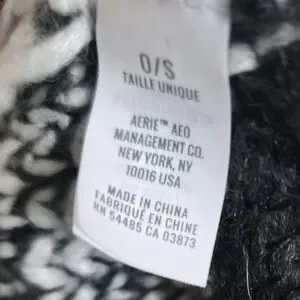 O/S
TAILLE UNIQUE
AERIE™ AEO
MANAGEMENT CO.
NEW YORK, NY
10016 USA
MADE IN CHINA
FABRIQUÉ EN CHINE
RN 54485 CA 03873